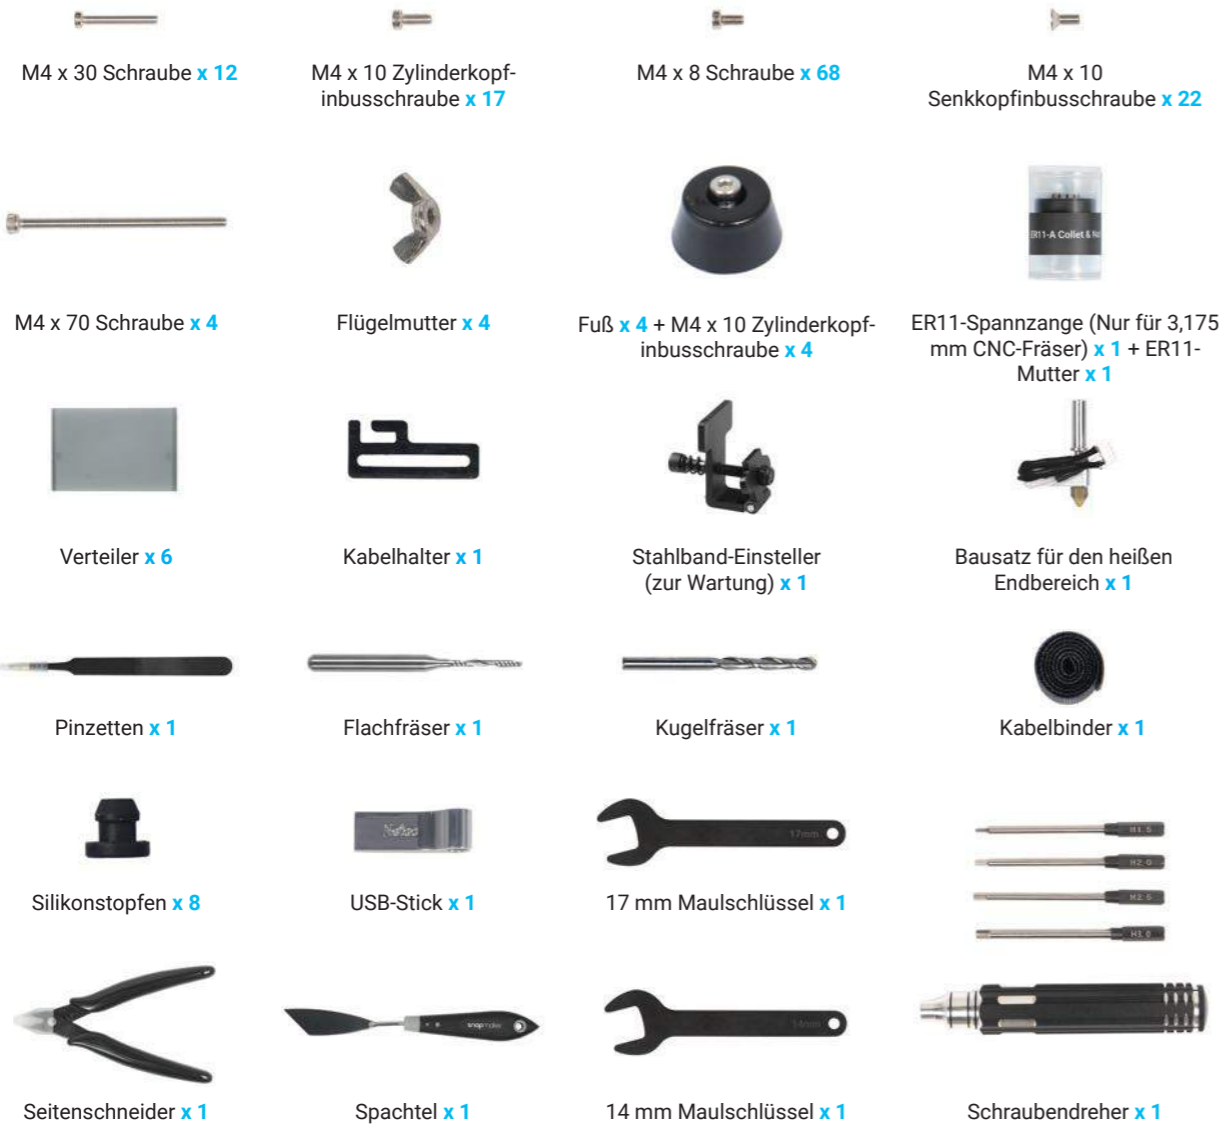 M4 x 30 Schraube x 12
M4 x 10 Zylinderkopf-
inbusschraube x 17
M4 x 8 Schraube x 68
M4 x 10
Senkkopfinbusschraube x 22
M4 x 70 Schraube x 4
Flügelmutter x 4
Fuß x 4 + M4 x 10 Zylinderkopf-
inbusschraube x 4
ER11-A Collet & Nut
ER11-Spannzange (Nur für 3,175
mm CNC-Fräser) x 1 + ER11-
Mutter x 1
Verteiler x 6
Kabelhalter x 1
Stahlband-Einsteller
(zur Wartung) x 1
Bausatz für den heißen
Endbereich x 1
Pinzetten x 1
Flachfräser x 1
Kugelfräser x 1
Kabelbinder x 1
Silikonstopfen x 8
USB-Stick x 1
17mm
17 mm Maulschlüssel x 1
H1.5
H2.0
H2.5
H3.0
Seitenschneider x 1
snapmaker
Spachtel x 1
14mm
14 mm Maulschlüssel x 1
Schraubendreher x 1